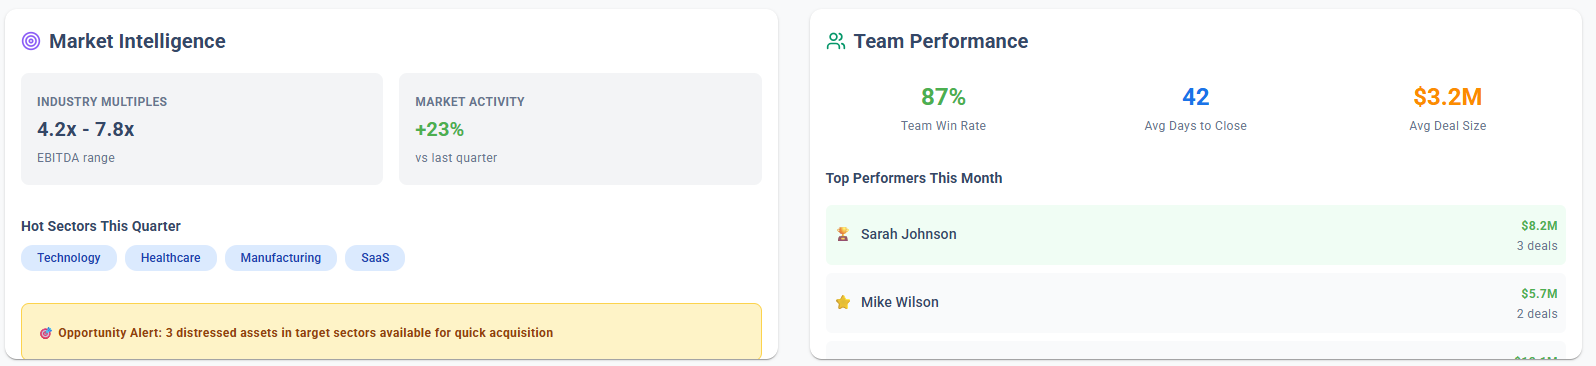 Market Intelligence
INDUSTRY MULTIPLES
4.2x - 7.8x
EBITDA range
MARKET ACTIVITY
+23%
vs last quarter
Hot Sectors This Quarter
Technology
Healthcare
Manufacturing
SaaS
Opportunity Alert: 3 distressed assets in target sectors available for quick acquisition
Team Performance
87%
Team Win Rate
42
Avg Days to Close
$3.2M
Avg Deal Size
Top Performers This Month
Sarah Johnson
$8.2M
3 deals
Mike Wilson
$5.7M
2 deals